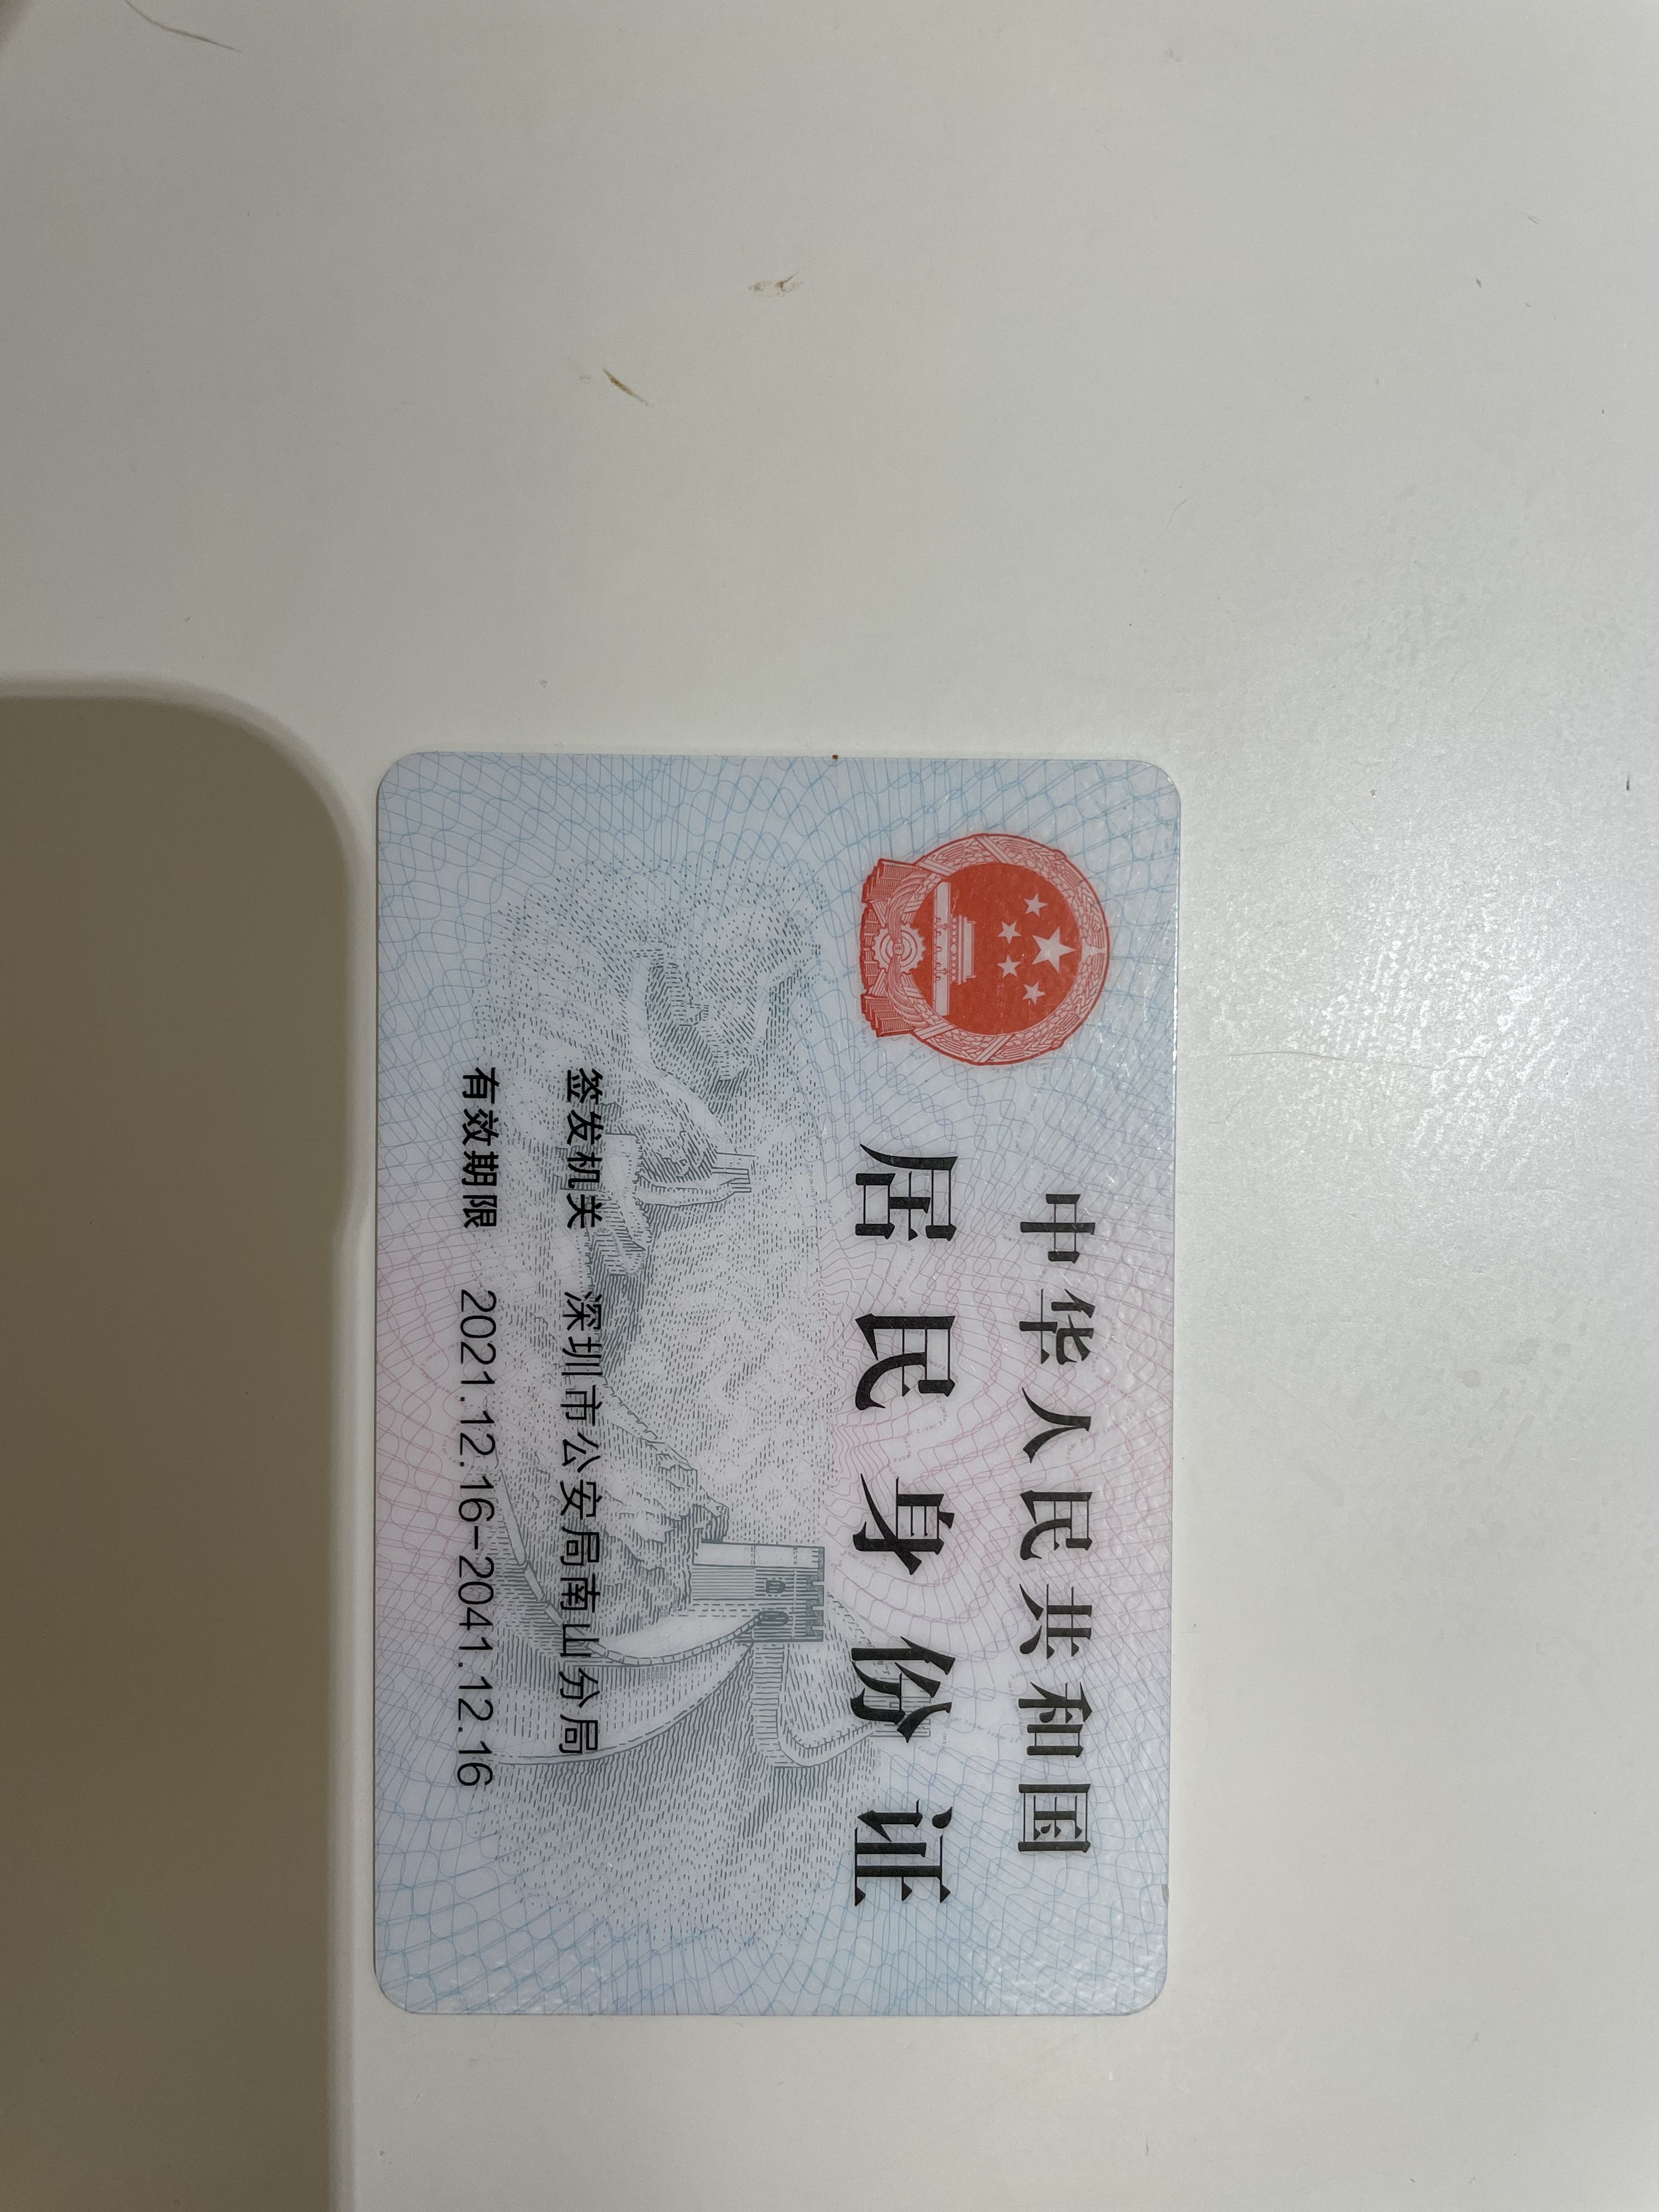 中华人民共和国
居民身份证
签发机关 深圳市公安局南山分局
有效期限 2021.12.16-2041.12.16